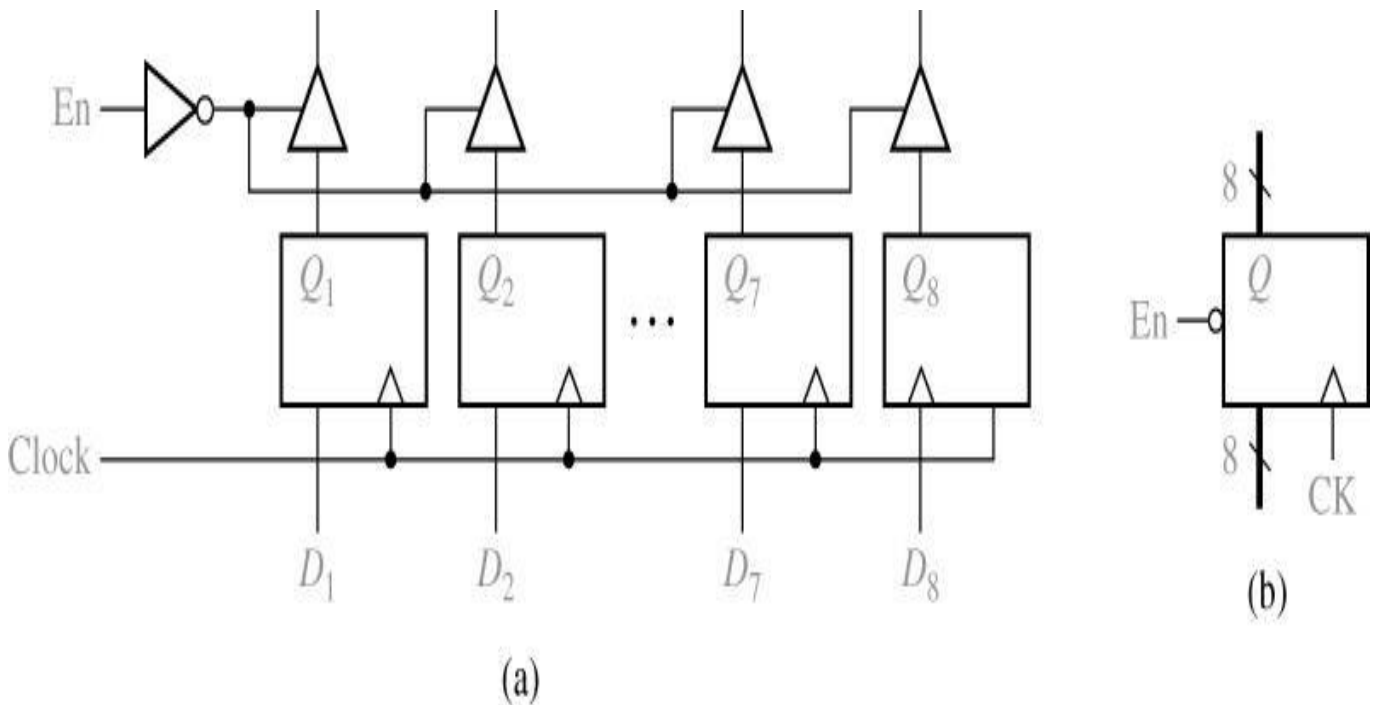 En
Q1 Q2 ... Q7 Q8
8
Q
En
Clock
8
CK
D1 D2 D7 D8
(a)
(b)